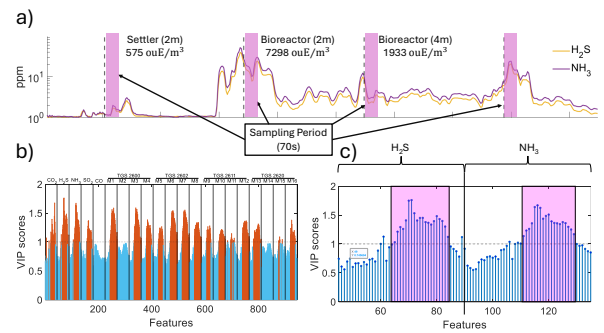 a)
Settler (2m)
575 ouE/m³
Bioreactor (2m)
7298 ouE/m³
Bioreactor (4m)
1933 ouE/m³
H₂S
NH₃
ppm
10¹
10⁰
Sampling Period
(70s)
b)
TGS 2600 TGS 2602 TGS 2611 TGS 2620
CO₂ H₂S NH₃ SO₂ CO M1 M2 M3 M4 M5 M6 M7 M8 M9 M10 M11 M12 M13 M14 M15 M16
VIP scores
2
1.5
1
0.5
0
200 400 600 800
Features
c)
H₂S NH₃
VIP scores
2
1.5
1
0.5
0
60 80 100 120
Features